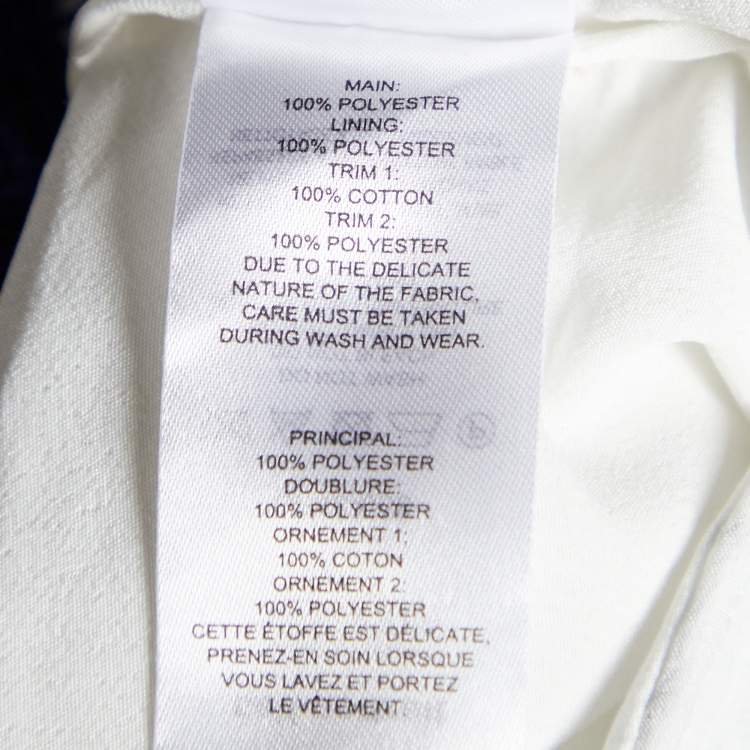 MAIN:
100% POLYESTER
LINING:
100% POLYESTER
TRIM 1:
100% COTTON
TRIM 2:
100% POLYESTER
DUE TO THE DELICATE
NATURE OF THE FABRIC,
CARE MUST BE TAKEN
DURING WASH AND WEAR.
PRINCIPAL:
100% POLYESTER
DOUBLURE:
100% POLYESTER
ORNEMENT 1:
100% COTON
ORNEMENT 2:
100% POLYESTER
CETTE ÉTOFFE EST DÉLICATE,
PRENEZ-EN SOIN LORSQUE
VOUS LAVEZ ET PORTEZ
LE VÊTEMENT.